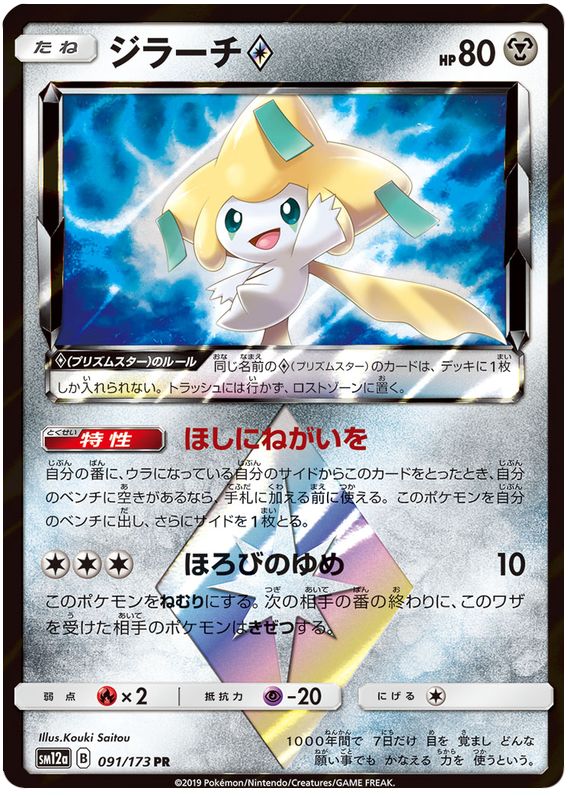 たね ジラーチ◇ HP80
◇(プリズムスター)のルール 同じ名前の◇(プリズムスター)のカードは、デッキに1枚
しか入れられない。トラッシュには行かず、ロストゾーンに置く。
特性 ほしにねがいを
自分の番に、ウラになっている自分のサイドからこのカードをとったとき、自分
のベンチに空きがあるなら、手札に加える前に使える。このポケモンを自分
のベンチに出し、さらにサイドを1枚とる。
ほろびのゆめ 10
このポケモンをねむりにする。次の相手の番の終わりに、このワザ
を受けた相手のポケモンはきぜつする。
弱点 ×2 抵抗力 -20 にげる
Illus.Kouki Saitou
1000年間で 7日だけ 目を 覚まし どんな
願い事でも かなえる 力を 使うという。
sm12a B 091/173 PR
©2019 Pokémon/Nintendo/Creatures/GAME FREAK.